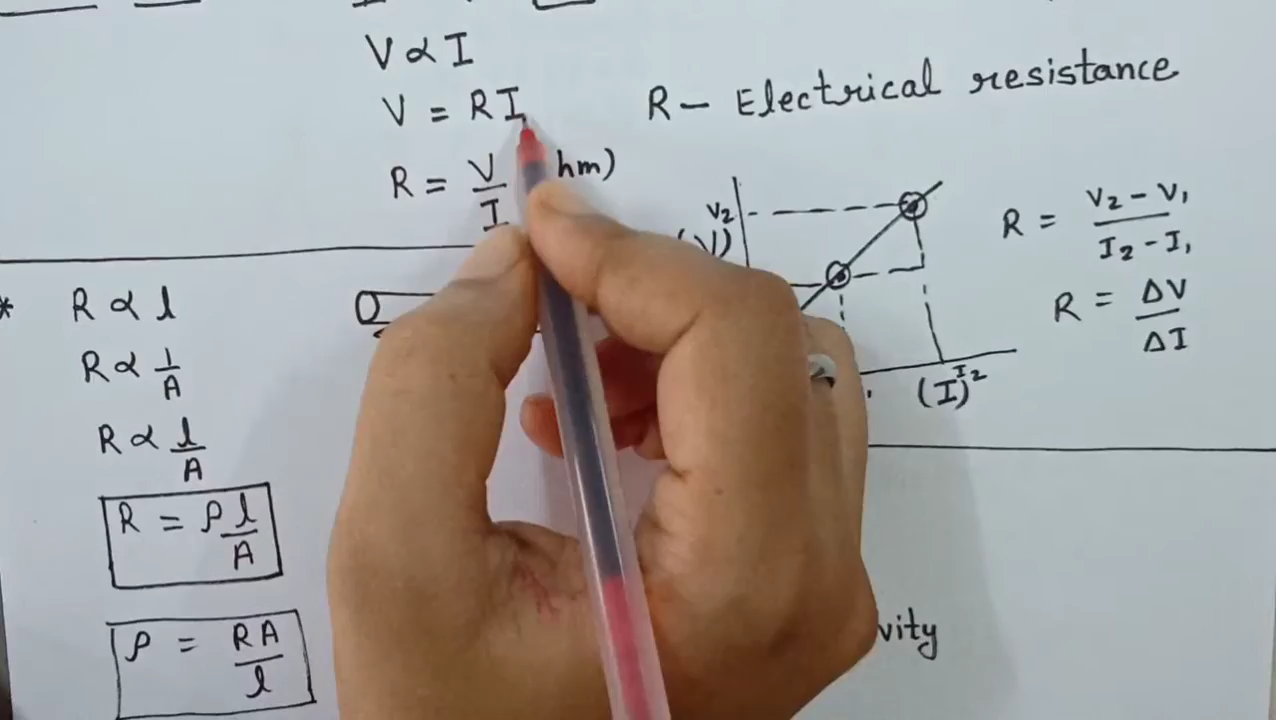 V ∝ I
V = RI
R - Electrical resistance
R = V/I hm)
V₂
(V)
R = V₂ - V₁ / I₂ - I₁
R = ΔV / ΔI
(I) I₂
* R ∝ l
R ∝ 1/A
R ∝ l/A
R = ρ l/A
ρ = RA/l
vity